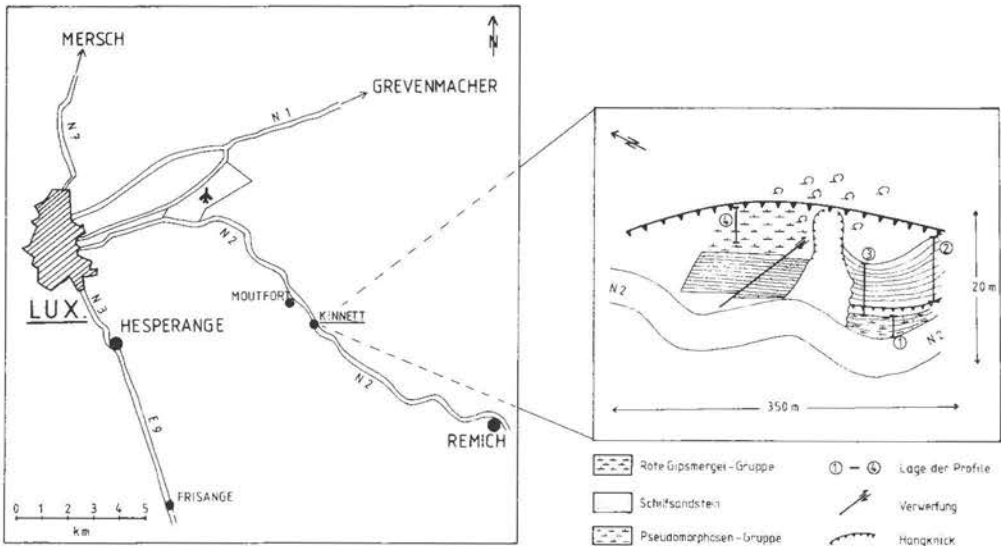 N
MERSCH
GREVENMACHER
N 7
N 1
N 2
LUX
N 3
MOUTFORT
KENNETT
HESPERANGE
N 2
E 9
REMICH
FRISANGE
0 1 2 3 4 5
km
N
④
③
②
①
N 2
N 2
20 m
350 m
Rote Gipsmergel-Gruppe
Schilfsandstein
Pseudomorphosen-Gruppe
① – ④ Lage der Profile
Verwerfung
Hangknick